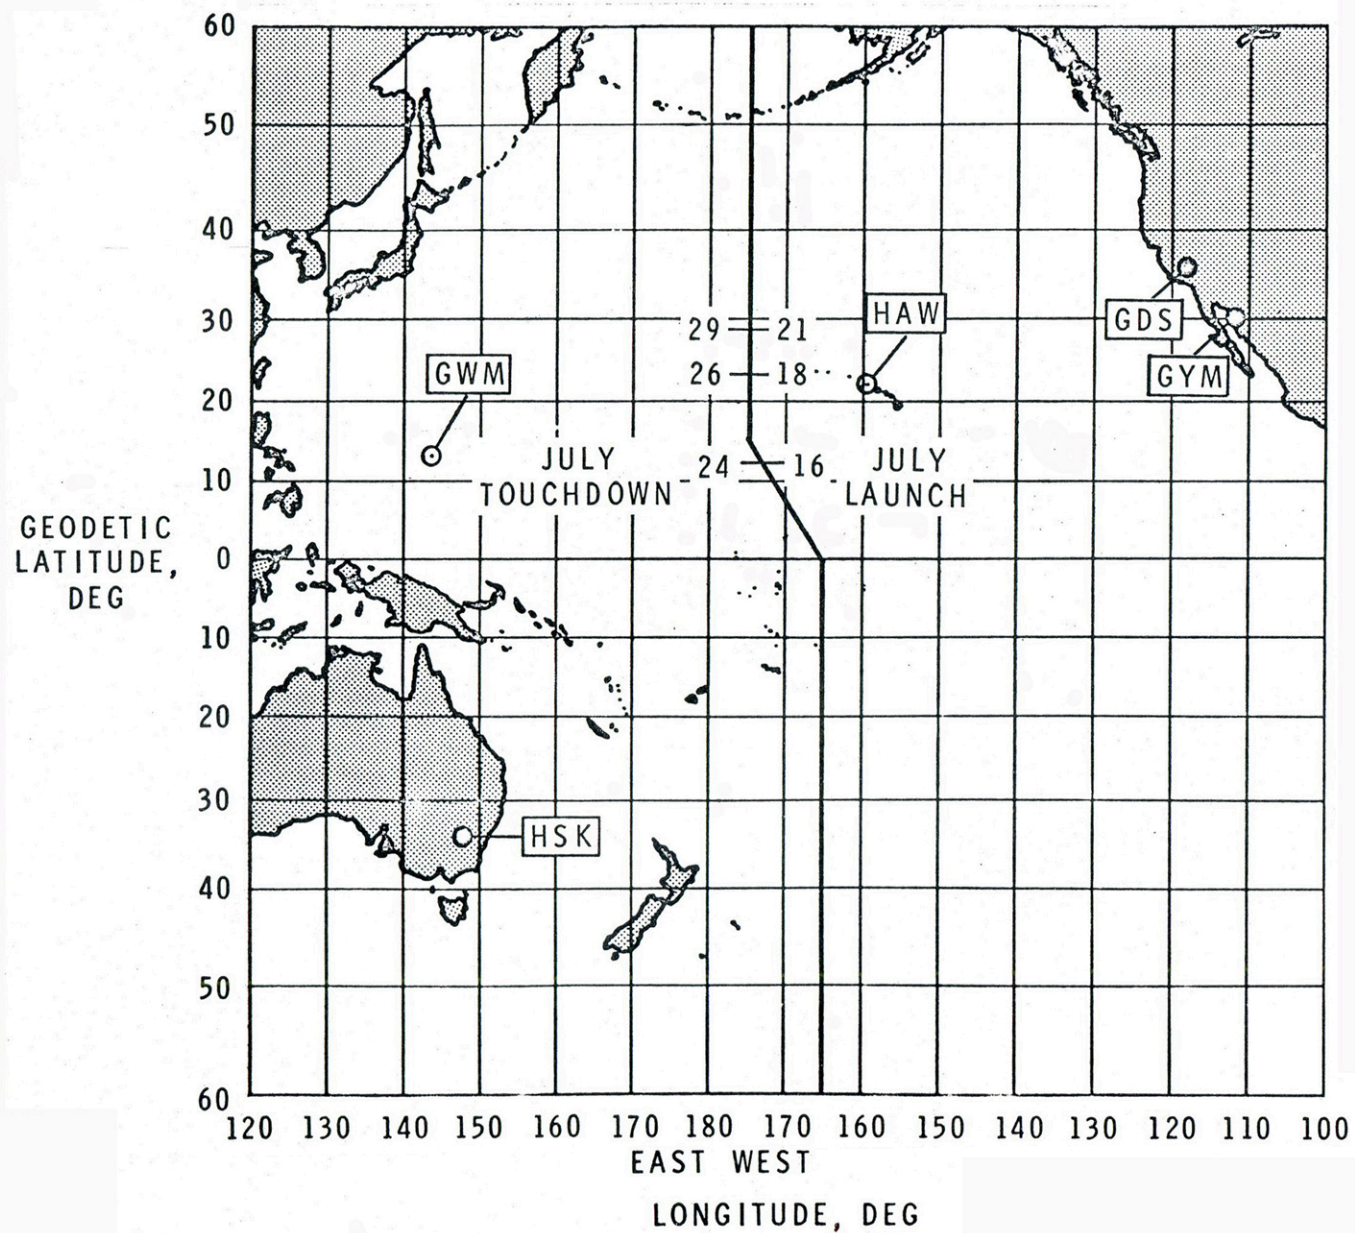 60
50
40
30
20
10
0
10
20
30
40
50
60
GEODETIC
LATITUDE,
DEG
29 21
26 18
24 16
HAW
GDS
GYM
GWM
JULY
TOUCHDOWN
JULY
LAUNCH
HSK
120 130 140 150 160 170 180 170 160 150 140 130 120 110 100
EAST WEST
LONGITUDE, DEG